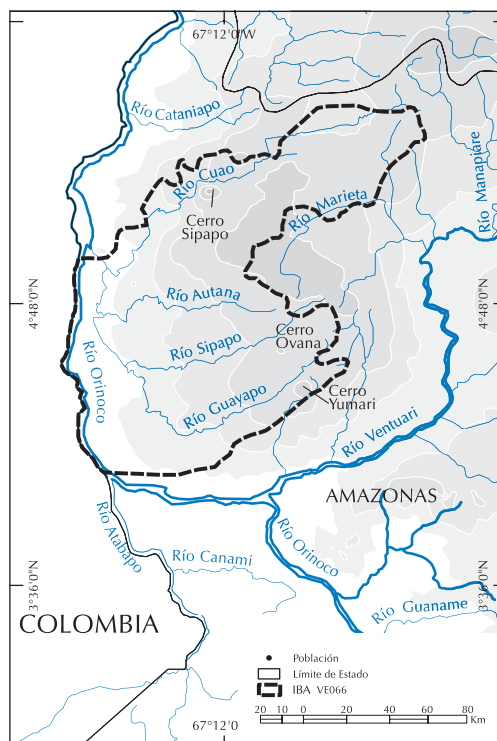 67°12'0"W
Río Cataniapo
Río Cuao
Río Marieta
Río Manapiare
Cerro
Sipapo
4°48'0"N
4°48'0"N
Río Autana
Cerro
Ovana
Río Sipapo
Río Orinoco
Cerro
Yumari
Río Guayapo
Río Ventuari
AMAZONAS
Río Atabapo
Río Orinoco
Río Canami
3°36'0"N
3°36'0"N
Río Guaname
COLOMBIA
Población
Límite de Estado
IBA VE066
67°12'0
20 10 0 20 40 60 80
Km